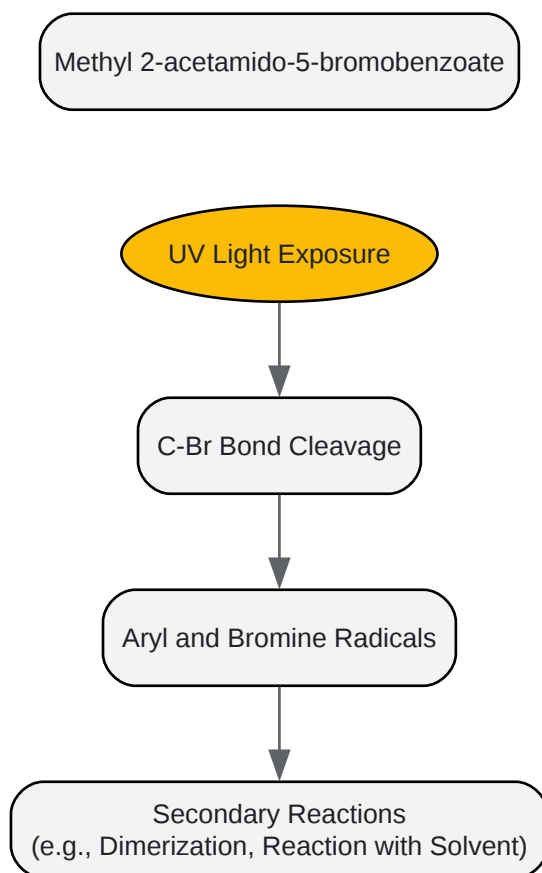 Methyl 2-acetamido-5-bromobenzoate
UV Light Exposure
C-Br Bond Cleavage
Aryl and Bromine Radicals
Secondary Reactions
(e.g., Dimerization, Reaction with Solvent)